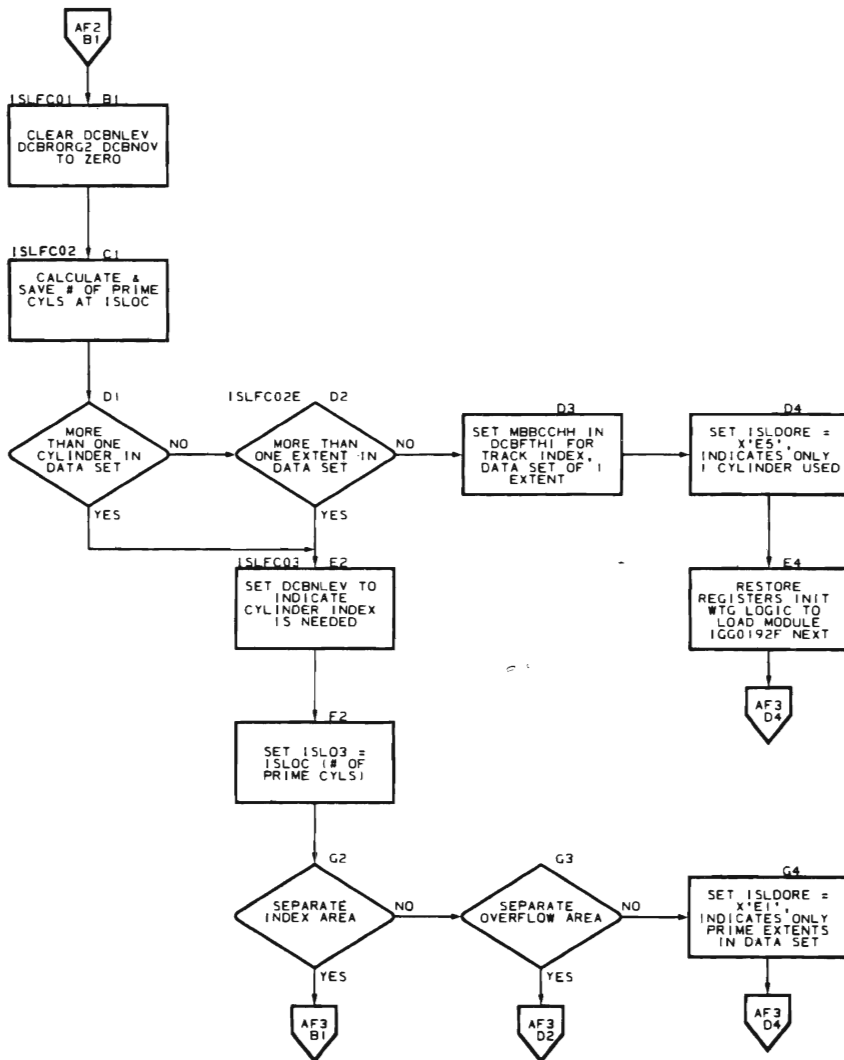 AF2
B1
ISLFC01 B1
CLEAR DCBNLEV
DCBRORG2 DCBNOV
TO ZERO
ISLFC02 C1
CALCULATE &
SAVE # OF PRIME
CYLS AT ISLOC
D1
MORE
THAN ONE
CYLINDER IN
DATA SET
NO
YES
ISLFC02E D2
MORE THAN
ONE EXTENT IN
DATA SET
NO
YES
D3
SET MBBCCHH IN
DCBFTHI FOR
TRACK INDEX,
DATA SET OF 1
EXTENT
D4
SET ISLDORE =
X'E5',
INDICATES ONLY
1 CYLINDER USED
ISLFC03 E2
SET DCBNLEV TO
INDICATE
CYLINDER INDEX
IS NEEDED
E4
RESTORE
REGISTERS INIT
WTG LOGIC TO
LOAD MODULE
IGG0192F NEXT
AF3
D4
F2
SET ISLO3 =
ISLOC (# OF
PRIME CYLS)
G2
SEPARATE
INDEX AREA
NO
YES
G3
SEPARATE
OVERFLOW AREA
NO
YES
G4
SET ISLDORE =
X'E1',
INDICATES ONLY
PRIME EXTENTS
IN DATA SET
AF3
B1
AF3
D2
AF3
D4